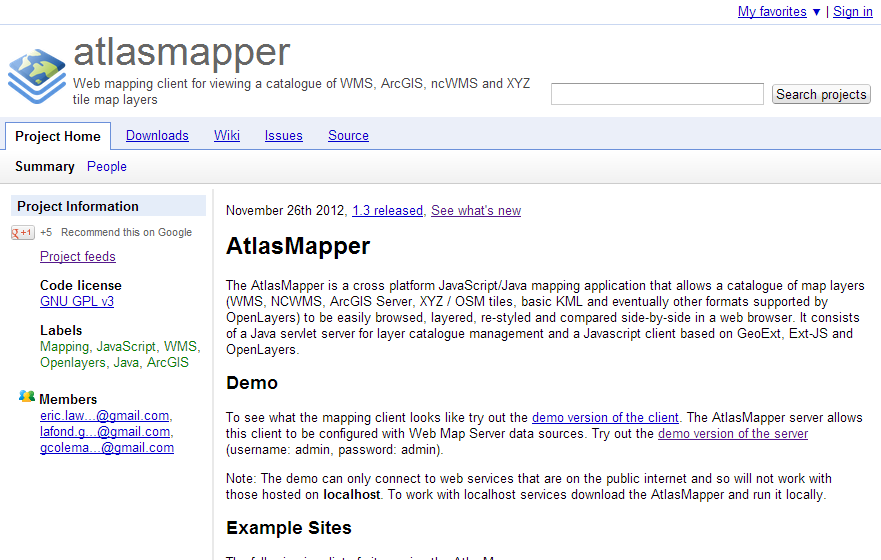 My favorites ▼ | Sign in
atlasmapper
Web mapping client for viewing a catalogue of WMS, ArcGIS, ncWMS and XYZ
tile map layers
Search projects
Project Home Downloads Wiki Issues Source
Summary People
Project Information
+1 +5 Recommend this on Google
Project feeds
Code license
GNU GPL v3
Labels
Mapping, JavaScript, WMS,
Openlayers, Java, ArcGIS
Members
eric.law...@gmail.com,
lafond.g...@gmail.com,
gcolema...@gmail.com
November 26th 2012, 1.3 released, See what's new
AtlasMapper
The AtlasMapper is a cross platform JavaScript/Java mapping application that allows a catalogue of map layers
(WMS, NCWMS, ArcGIS Server, XYZ / OSM tiles, basic KML and eventually other formats supported by
OpenLayers) to be easily browsed, layered, re-styled and compared side-by-side in a web browser. It consists
of a Java servlet server for layer catalogue management and a Javascript client based on GeoExt, Ext-JS and
OpenLayers.
Demo
To see what the mapping client looks like try out the demo version of the client. The AtlasMapper server allows
this client to be configured with Web Map Server data sources. Try out the demo version of the server
(username: admin, password: admin).
Note: The demo can only connect to web services that are on the public internet and so will not work with
those hosted on localhost. To work with localhost services download the AtlasMapper and run it locally.
Example Sites